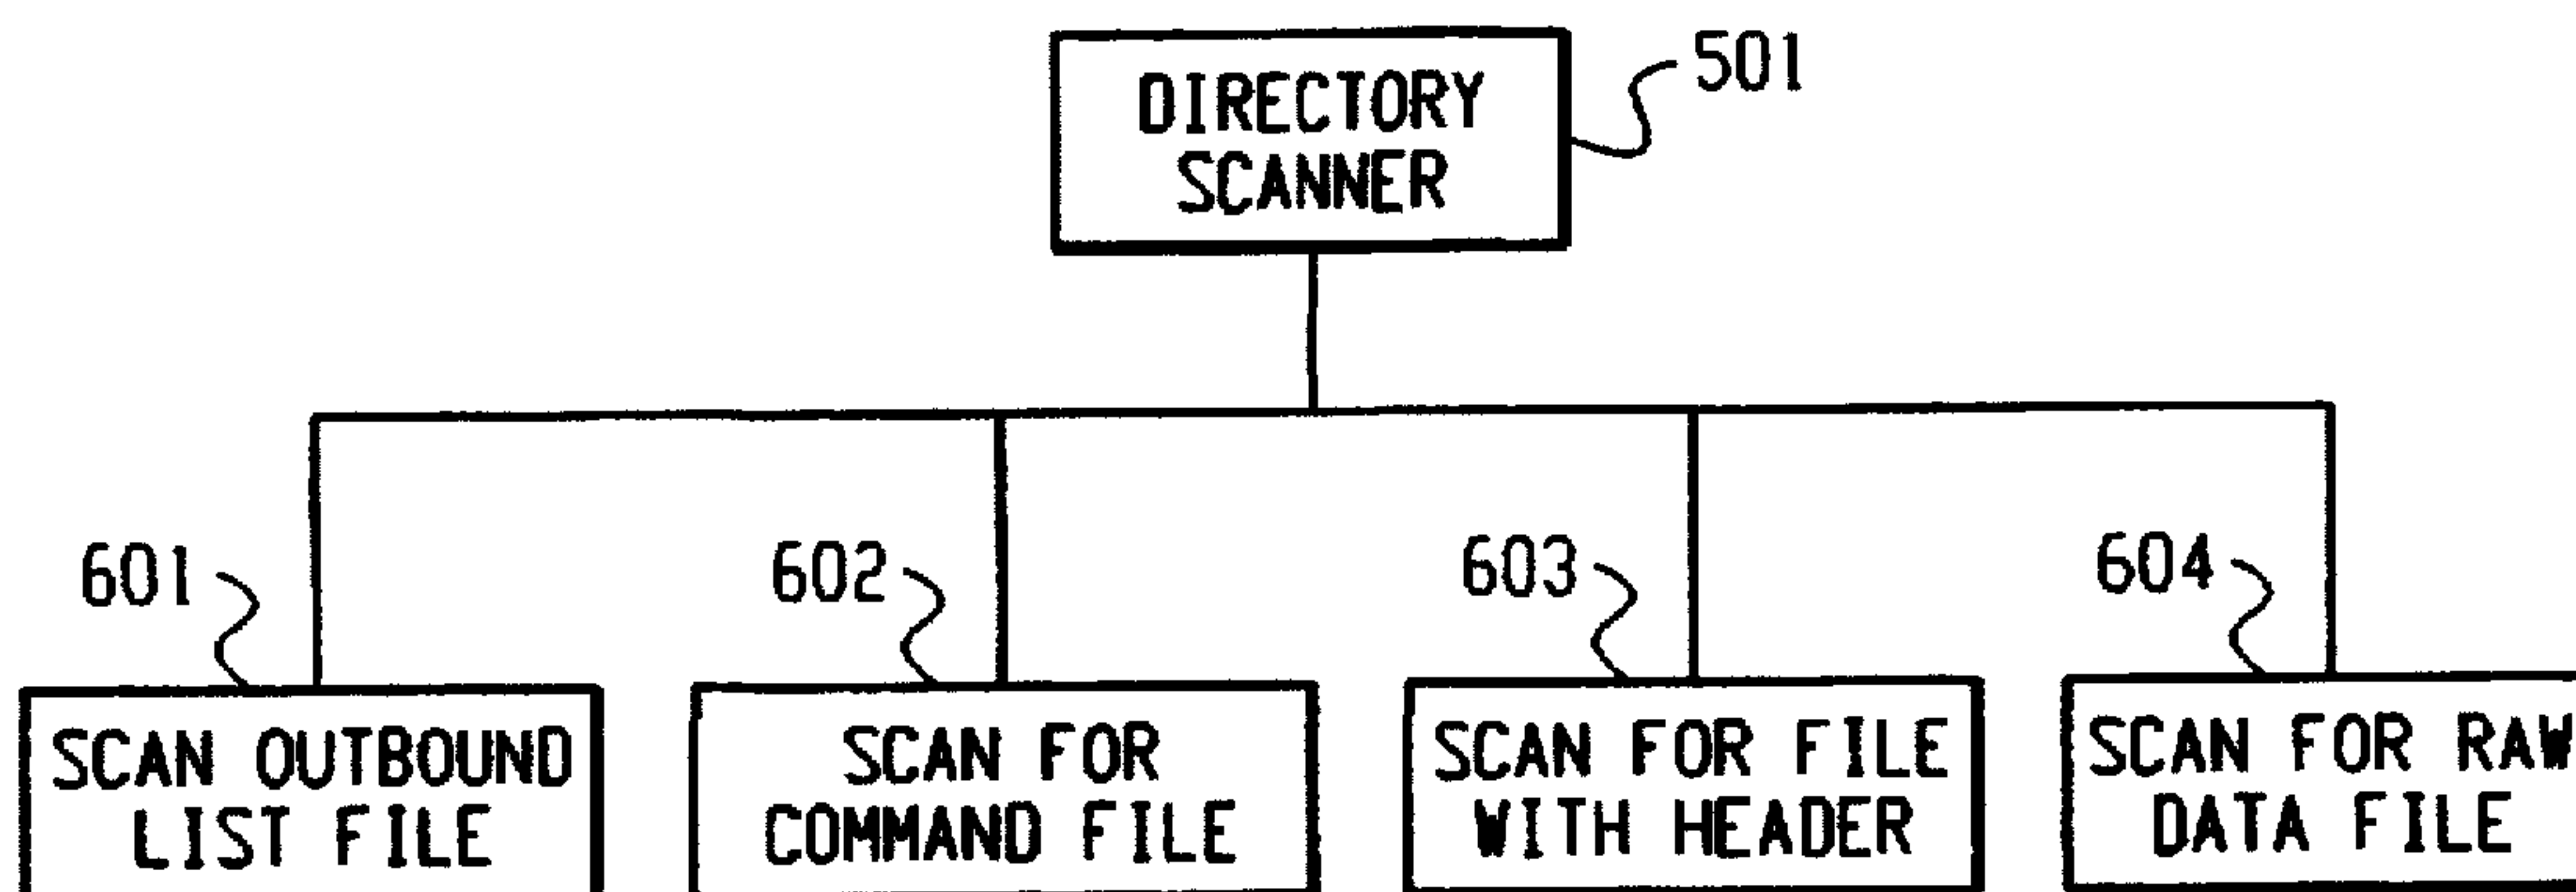 DIRECTORY
SCANNER
501
601
602
603
604
SCAN OUTBOUND
LIST FILE
SCAN FOR
COMMAND FILE
SCAN FOR FILE
WITH HEADER
SCAN FOR RAW
DATA FILE